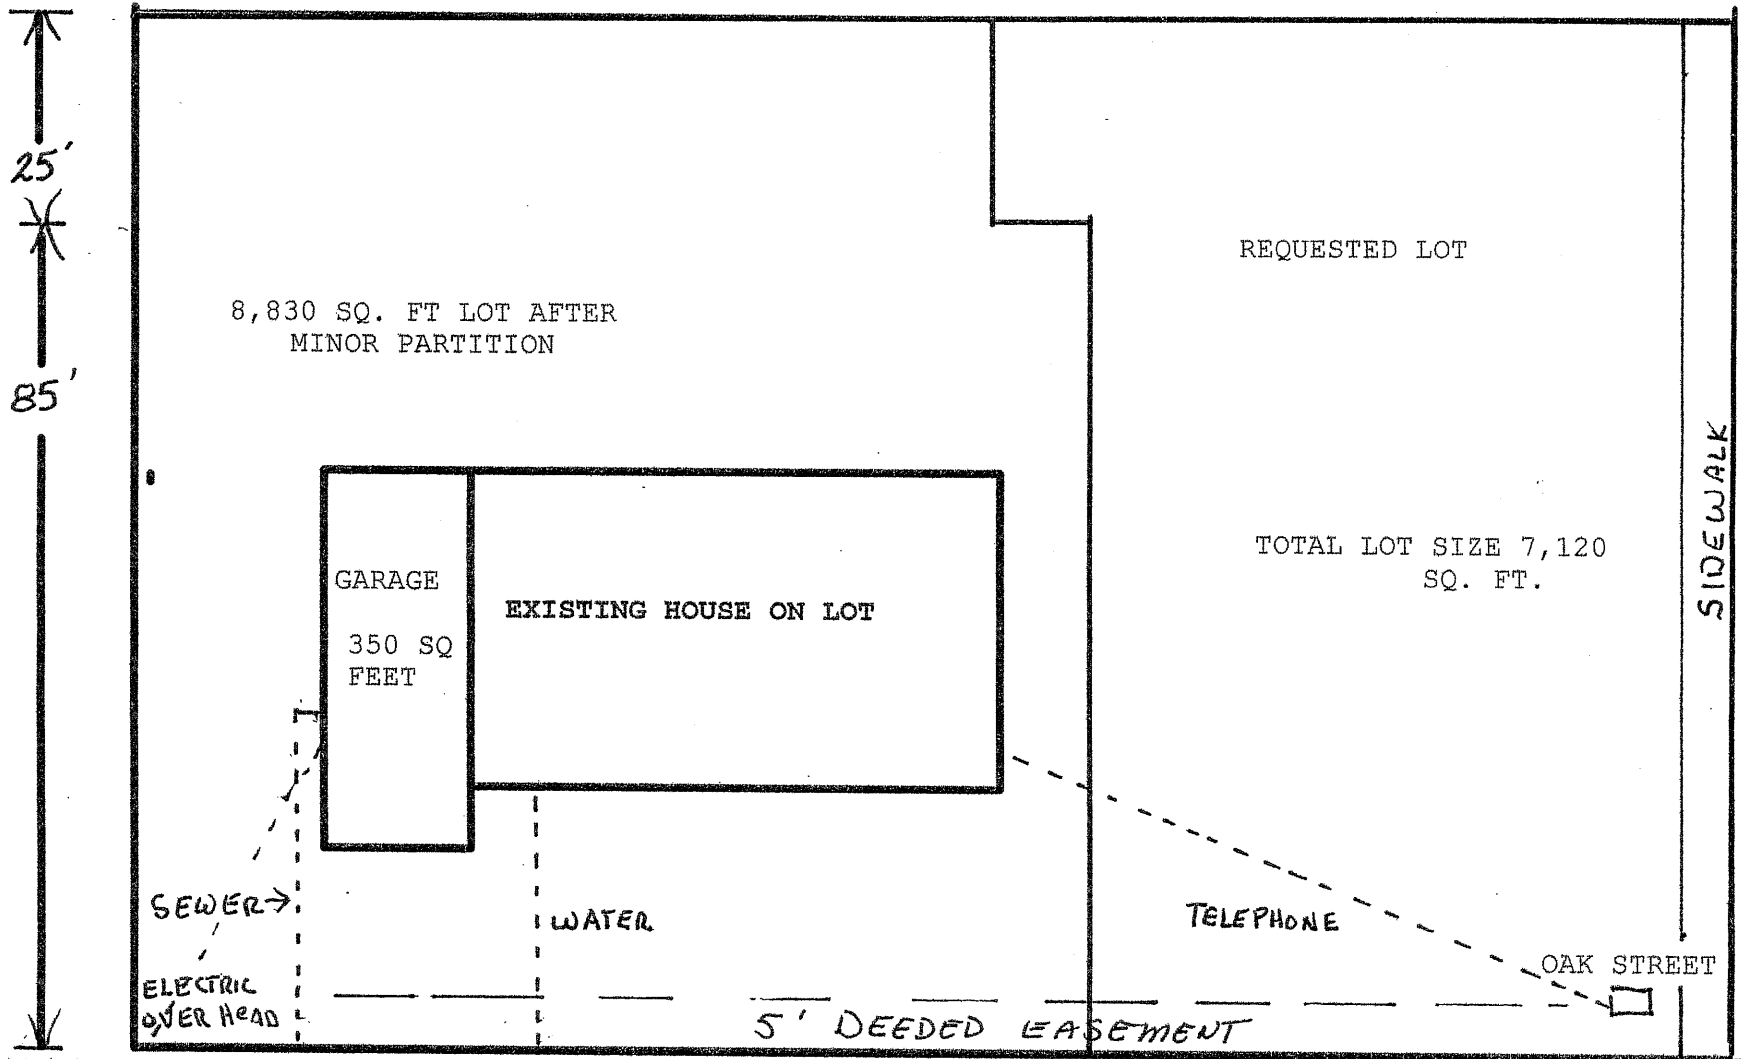 25'
85'
8,830 SQ. FT LOT AFTER
MINOR PARTITION
REQUESTED LOT
TOTAL LOT SIZE 7,120
SQ. FT.
SIDEWALK
GARAGE
350 SQ
FEET
EXISTING HOUSE ON LOT
SEWER→
WATER
TELEPHONE
OAK STREET
ELECTRIC
OVER HeAD
5' DEEDED EASEMENT